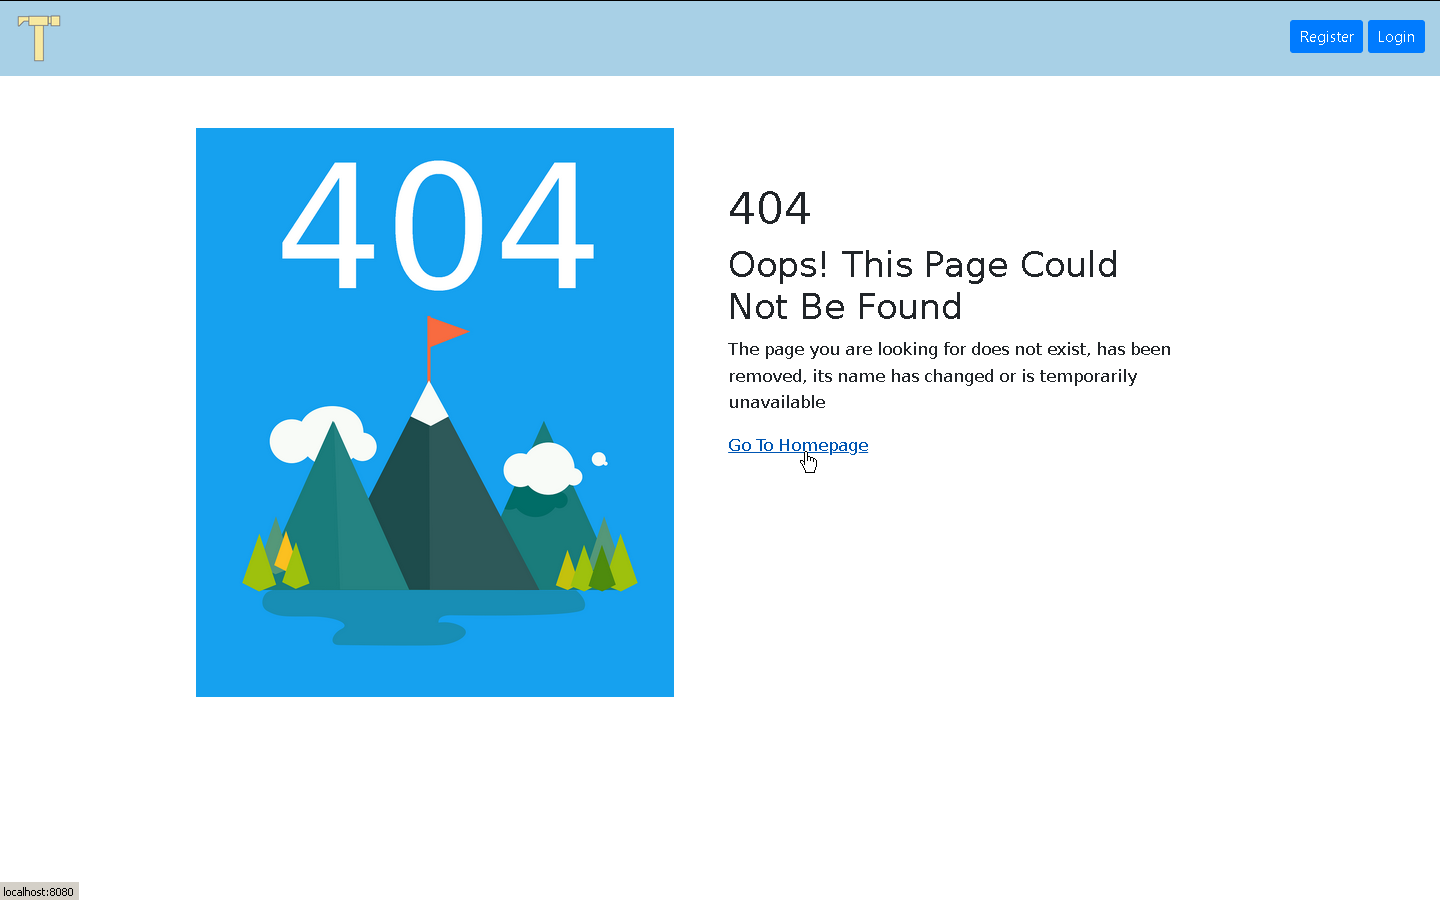 Register Login
404
404
Oops! This Page Could
Not Be Found
The page you are looking for does not exist, has been
removed, its name has changed or is temporarily
unavailable
Go To Homepage
localhost:8080